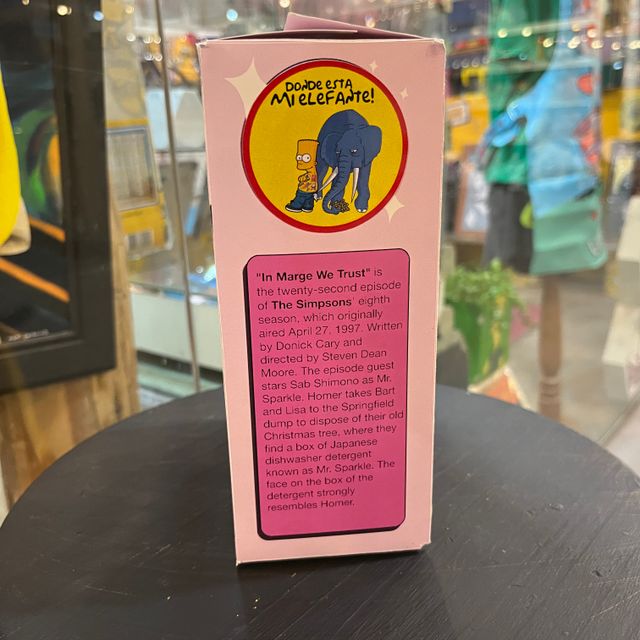 DONDE ESTA
MI ELEFANTE!
"In Marge We Trust" is
the twenty-second episode
of The Simpsons' eighth
season, which originally
aired April 27, 1997. Written
by Donick Cary and
directed by Steven Dean
Moore. The episode guest
stars Sab Shimono as Mr.
Sparkle. Homer takes Bart
and Lisa to the Springfield
dump to dispose of their old
Christmas tree, where they
find a box of Japanese
dishwasher detergent
known as Mr. Sparkle. The
face on the box of the
detergent strongly
resembles Homer.